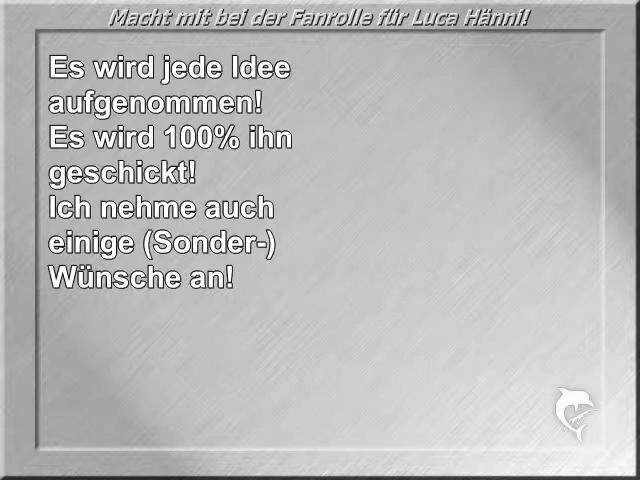 Macht mit bei der Fanrolle für Luca Hänni!
Es wird jede Idee
aufgenommen!
Es wird 100% ihn
geschickt!
Ich nehme auch
einige (Sonder-)
Wünsche an!